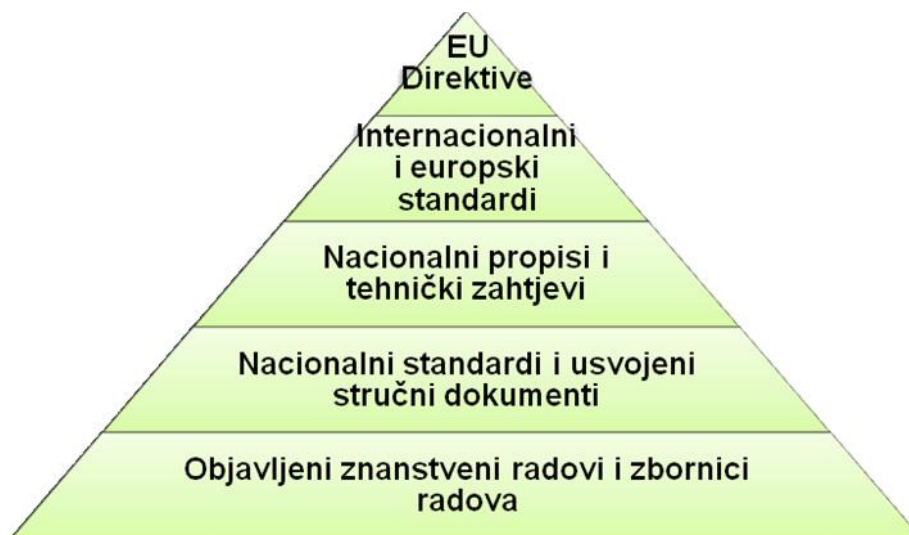 EU
Direktive
Internacionalni
i europski
standardi
Nacionalni propisi i
tehnički zahtjevi
Nacionalni standardi i usvojeni
stručni dokumenti
Objavljeni znanstveni radovi i zbornici
radova